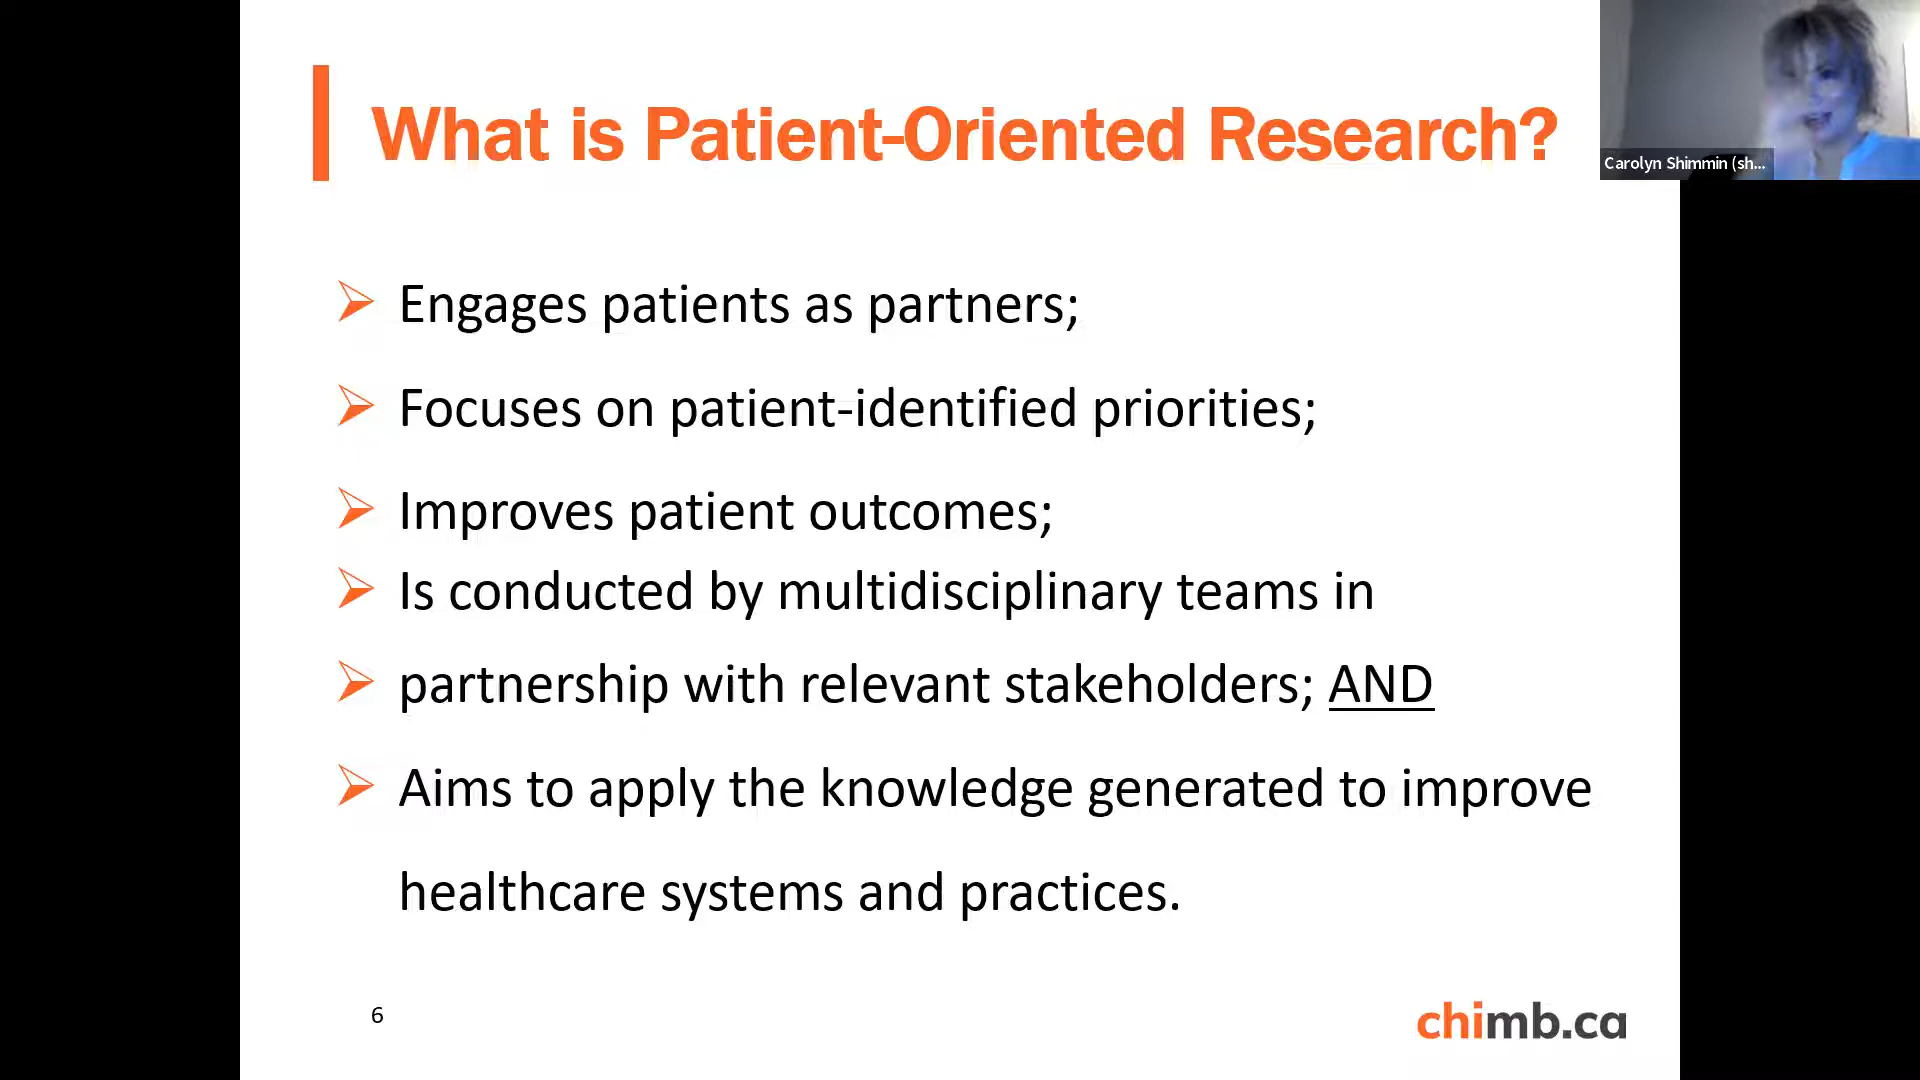 What is Patient-Oriented Research?
Carolyn Shimmin (sh...
Engages patients as partners;
Focuses on patient-identified priorities;
Improves patient outcomes;
Is conducted by multidisciplinary teams in
partnership with relevant stakeholders; AND
Aims to apply the knowledge generated to improve
healthcare systems and practices.
6
chimb.ca